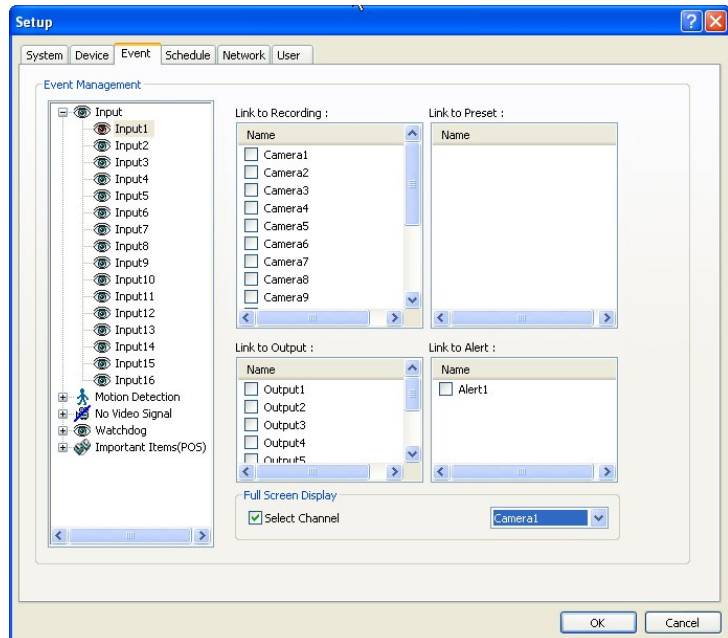 Setup
System Device Event Schedule Network User
Event Management
Input
Input1
Input2
Input3
Input4
Input5
Input6
Input7
Input8
Input9
Input10
Input11
Input12
Input13
Input14
Input15
Input16
Motion Detection
No Video Signal
Watchdog
Important Items(POS)
Link to Recording :
Name
Camera1
Camera2
Camera3
Camera4
Camera5
Camera6
Camera7
Camera8
Camera9
Link to Preset :
Name
Link to Output :
Name
Output1
Output2
Output3
Output4
Output5
Link to Alert :
Name
Alert1
Full Screen Display
Select Channel
Camera1
OK Cancel